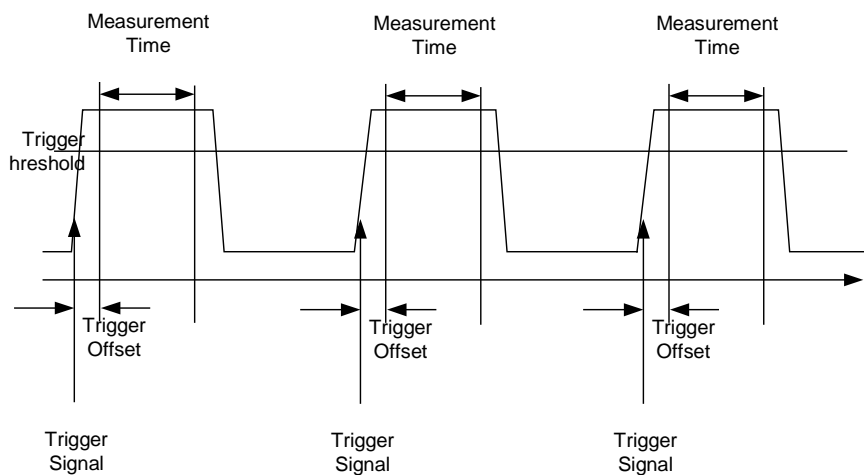 Measurement
Time
Measurement
Time
Measurement
Time
Trigger
hreshold
Trigger
Offset
Trigger
Offset
Trigger
Offset
Trigger
Signal
Trigger
Signal
Trigger
Signal